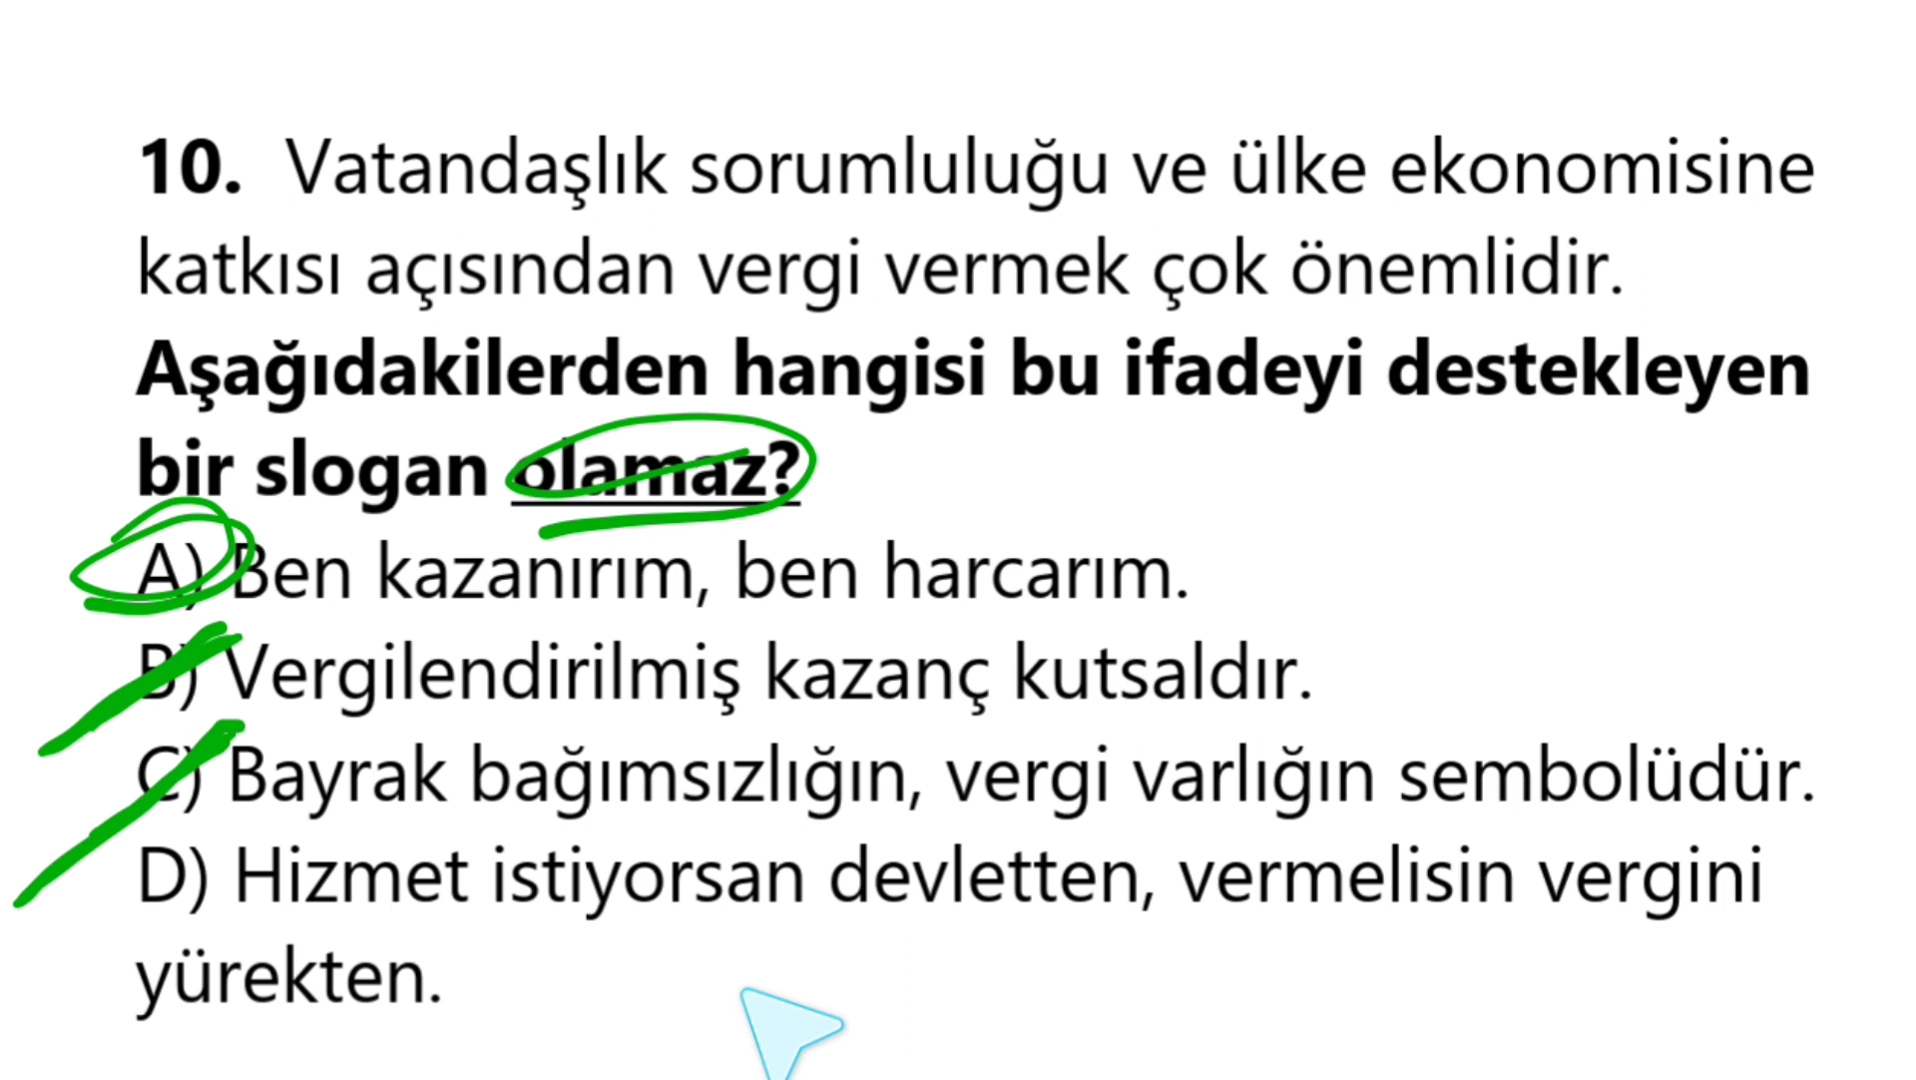 10. Vatandaşlık sorumluluğu ve ülke ekonomisine
katkısı açısından vergi vermek çok önemlidir.
Aşağıdakilerden hangisi bu ifadeyi destekleyen
bir slogan olamaz?
A) Ben kazanırım, ben harcarım.
B) Vergilendirilmiş kazanç kutsaldır.
C) Bayrak bağımsızlığın, vergi varlığın sembolüdür.
D) Hizmet istiyorsan devletten, vermelisin vergini
yürekten.